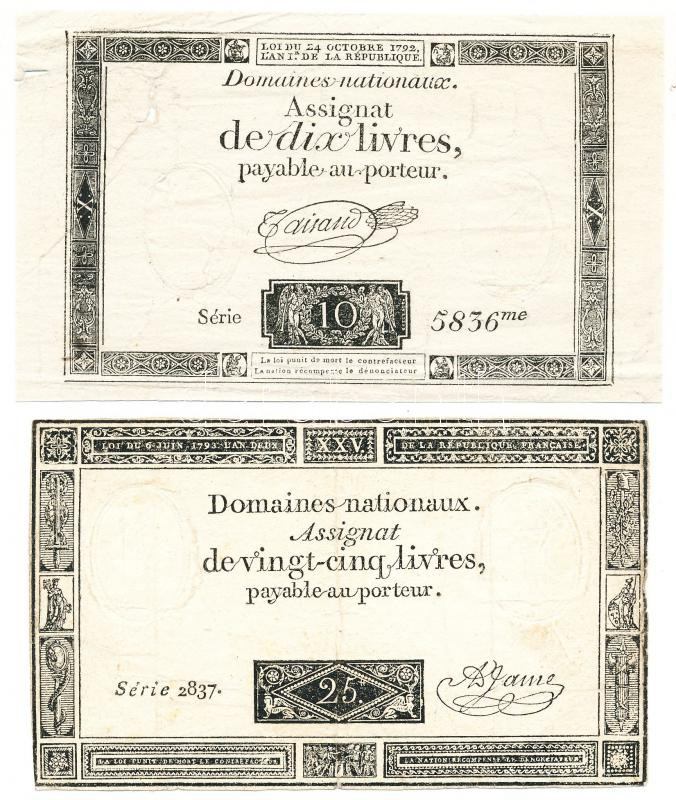 LOI DU 24 OCTOBRE 1792,
L'AN 1r. DE LA RÉPUBLIQUE.
Domaines nationaux.
Assignat
de dix livres,
payable au porteur.
Taisaud
X
X
Série
10
5836me
La loi punit de mort le contrefacteur
La nation récompense le dénonciateur
LOI DU 6 JUIN 1793. L'AN DEUX
XXV.
DE LA RÉPUBLIQUE FRANÇAISE.
Domaines nationaux.
Assignat
de vingt-cinq livres,
payable au porteur.
Série 2837.
25.
A. Jame
LA LOI PUNIT DE MORT LE CONTREFACTEUR
LA NATION RÉCOMPENSE LE DÉNONCIATEUR